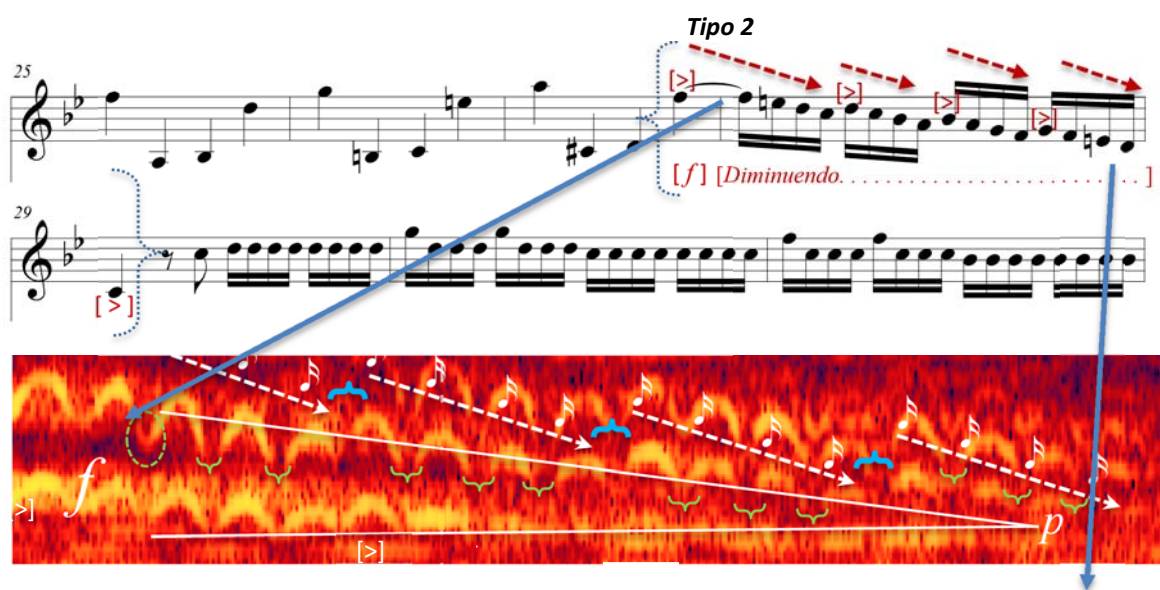 Tipo 2
25
[>]
[>]
[>]
[>]
[f] [Diminuendo. . . . . . . . . . . . . . . . . . . . . . . . . . . . ]
29
[ > ]
f
>]
[>]
p